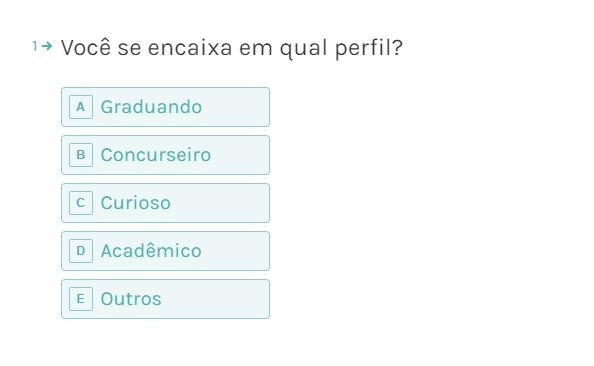 1→ Você se encaixa em qual perfil?
A Graduando
B Concurseiro
C Curioso
D Acadêmico
E Outros